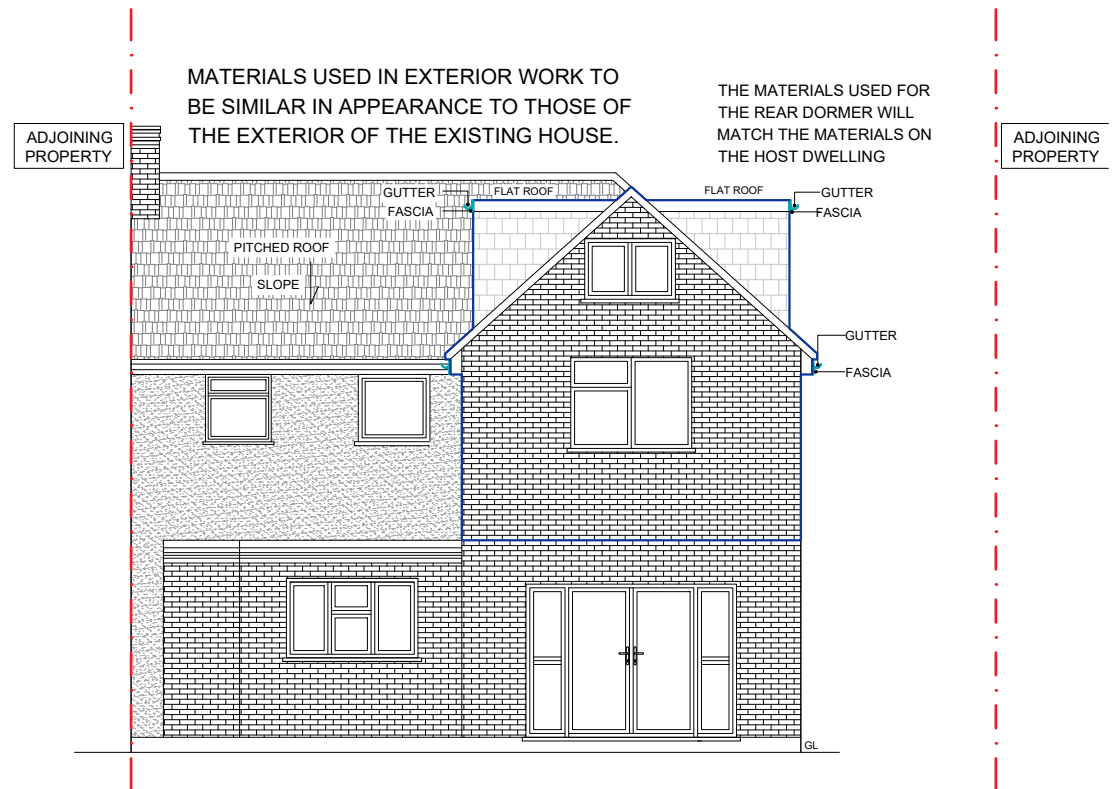 MATERIALS USED IN EXTERIOR WORK TO
BE SIMILAR IN APPEARANCE TO THOSE OF
THE EXTERIOR OF THE EXISTING HOUSE.
THE MATERIALS USED FOR
THE REAR DORMER WILL
MATCH THE MATERIALS ON
THE HOST DWELLING
ADJOINING
PROPERTY
ADJOINING
PROPERTY
GUTTER
FLAT ROOF
FLAT ROOF
GUTTER
FASCIA
FASCIA
PITCHED ROOF
SLOPE
GUTTER
FASCIA
GL